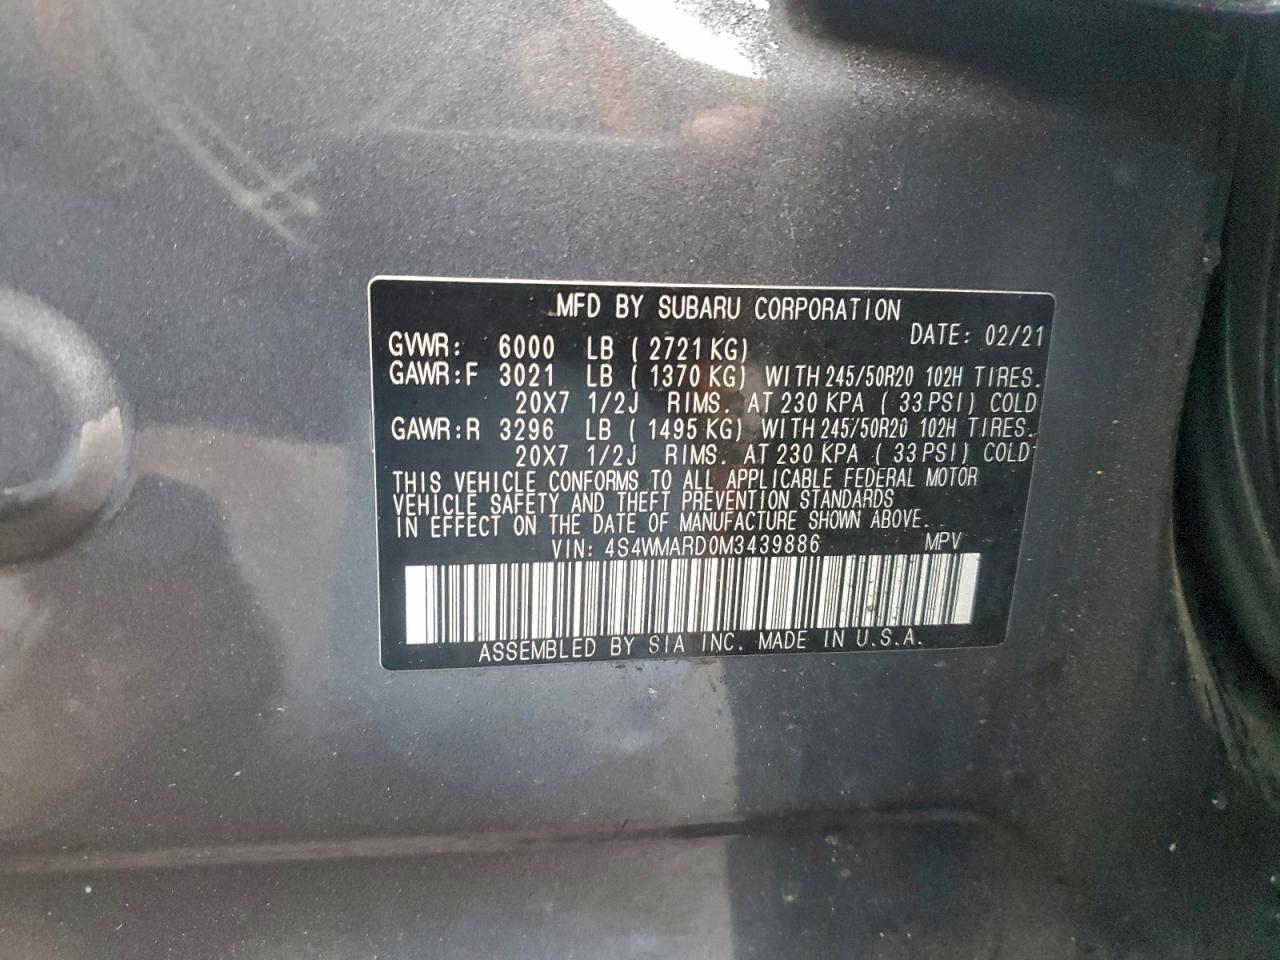 MFD BY SUBARU CORPORATION
DATE: 02/21
GVWR: 6000 LB ( 2721 KG)
GAWR:F 3021 LB ( 1370 KG) WITH 245/50R20 102H TIRES.
20X7 1/2J RIMS. AT 230 KPA ( 33 PSI) COLD
GAWR:R 3296 LB ( 1495 KG) WITH 245/50R20 102H TIRES.
20X7 1/2J RIMS. AT 230 KPA ( 33 PSI) COLD
THIS VEHICLE CONFORMS TO ALL APPLICABLE FEDERAL MOTOR
VEHICLE SAFETY AND THEFT PREVENTION STANDARDS
IN EFFECT ON THE DATE OF MANUFACTURE SHOWN ABOVE.
VIN: 4S4WMARD0M3439886 MPV
ASSEMBLED BY SIA INC. MADE IN U.S.A.